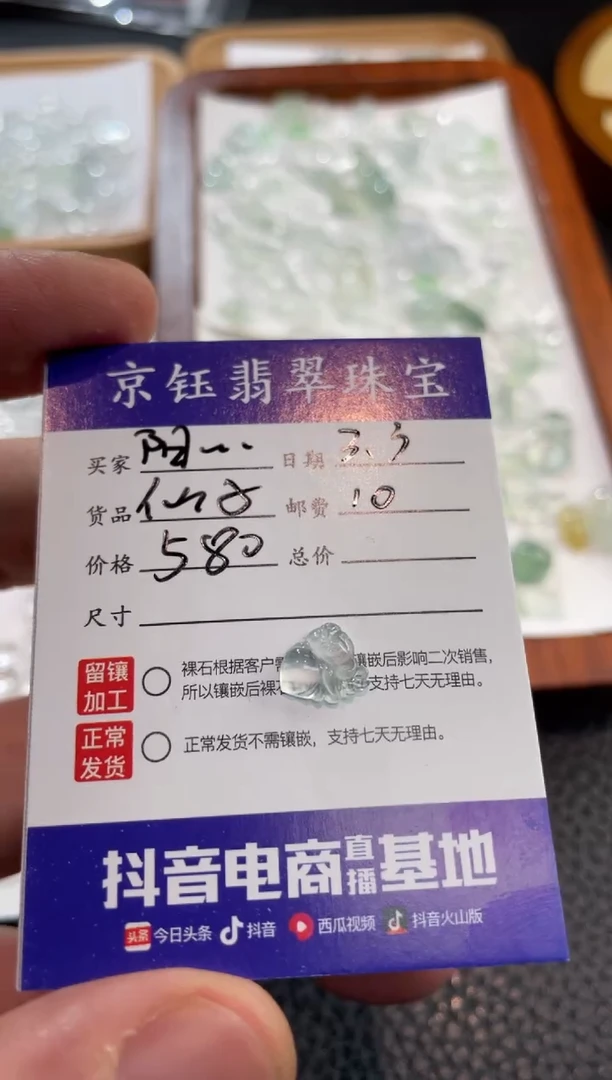 京钰翡翠珠宝
买家 阳... 日期 3.3
货品 仙子 邮费 10
价格 580 总价
尺寸
留镶加工 裸石根据客户 镶嵌后影响二次销售,
所以镶嵌后裸 支持七天无理由。
正常发货 正常发货不需镶嵌，支持七天无理由。
抖音电商直播基地
头条 今日头条 抖音 西瓜视频 抖音火山版